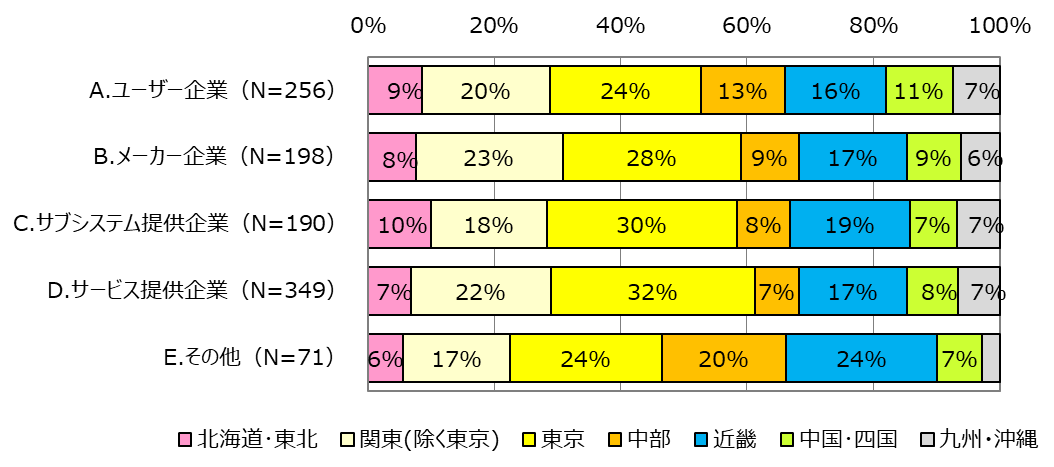 0% 20% 40% 60% 80% 100%
A.ユーザー企業（N=256） 9% 20% 24% 13% 16% 11% 7%
B.メーカー企業（N=198） 8% 23% 28% 9% 17% 9% 6%
C.サブシステム提供企業（N=190） 10% 18% 30% 8% 19% 7% 7%
D.サービス提供企業（N=349） 7% 22% 32% 7% 17% 8% 7%
E.その他（N=71） 6% 17% 24% 20% 24% 7%
北海道･東北 関東(除く東京) 東京 中部 近畿 中国･四国 九州･沖縄